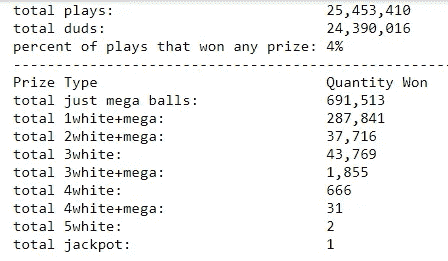 total plays: 25,453,410
total duds: 24,390,016
percent of plays that won any prize: 4%
--------------------------------------------------
Prize Type Quantity Won
total just mega balls: 691,513
total 1white+mega: 287,841
total 2white+mega: 37,716
total 3white: 43,769
total 3white+mega: 1,855
total 4white: 666
total 4white+mega: 31
total 5white: 2
total jackpot: 1